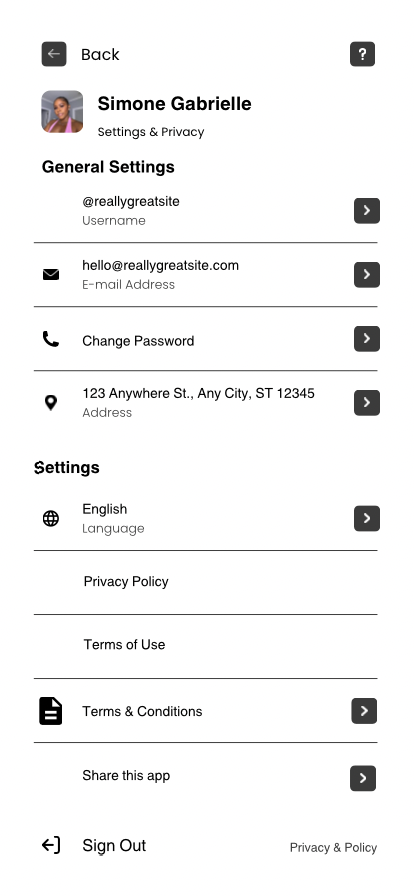 Back
?
Simone Gabrielle
Settings & Privacy
General Settings
@reallygreatsite
Username
hello@reallygreatsite.com
E-mail Address
Change Password
123 Anywhere St., Any City, ST 12345
Address
Settings
English
Language
Privacy Policy
Terms of Use
Terms & Conditions
Share this app
Sign Out
Privacy & Policy